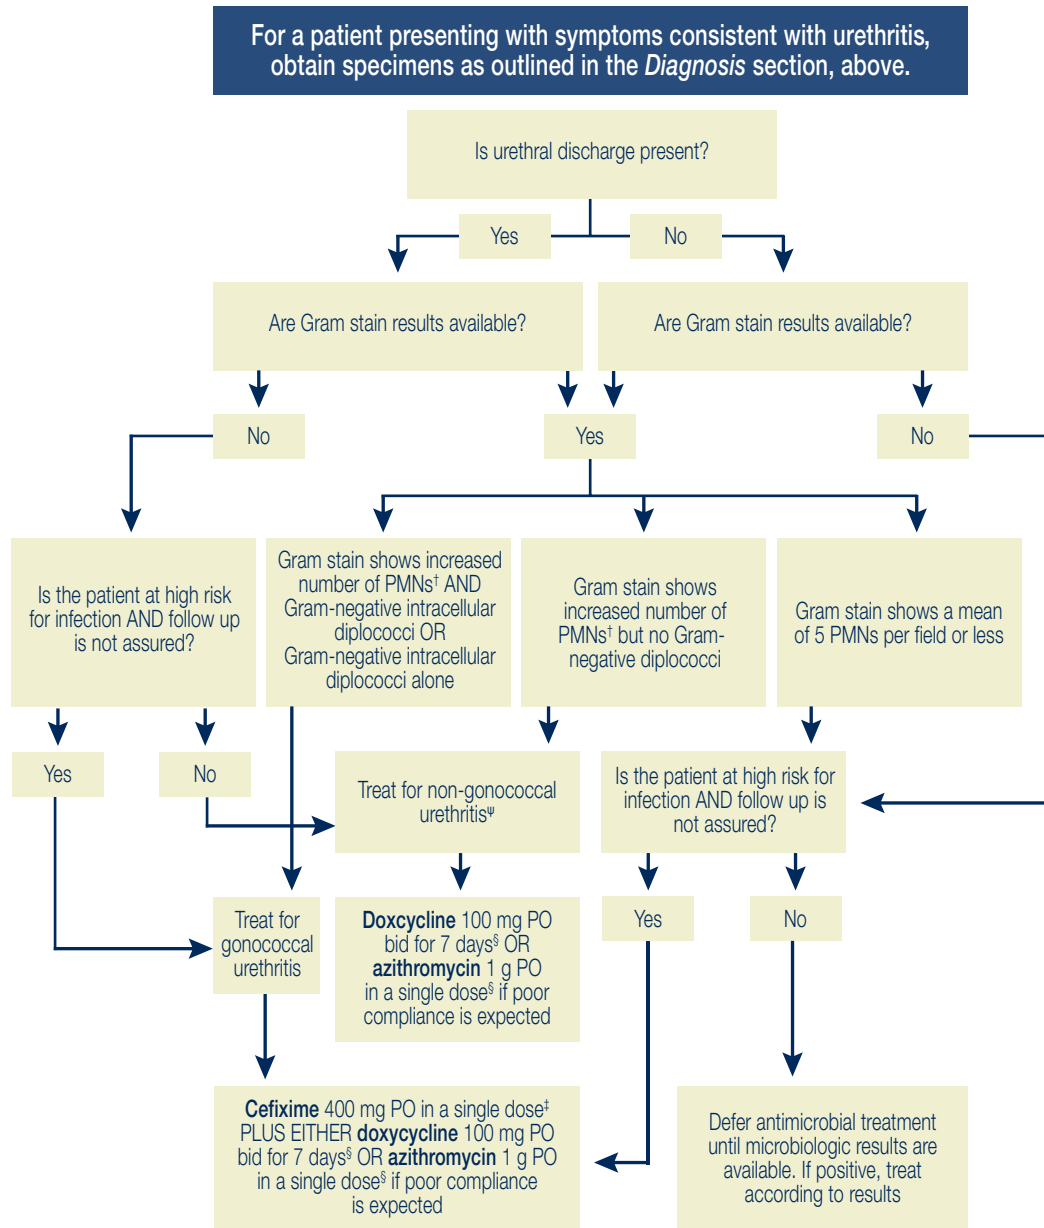 For a patient presenting with symptoms consistent with urethritis,
obtain specimens as outlined in the Diagnosis section, above.
Is urethral discharge present?
Yes
No
Are Gram stain results available?
Are Gram stain results available?
No
Yes
No
Is the patient at high risk
for infection AND follow up
is not assured?
Gram stain shows increased
number of PMNs† AND
Gram-negative intracellular
diplococci OR
Gram-negative intracellular
diplococci alone
Gram stain shows
increased number of
PMNs† but no Gram-
negative diplococci
Gram stain shows a mean
of 5 PMNs per field or less
Yes
No
Treat for non-gonococcal
urethritisᴪ
Is the patient at high risk for
infection AND follow up is
not assured?
Treat for
gonococcal
urethritis
Doxcycline 100 mg PO
bid for 7 days§ OR
azithromycin 1 g PO
in a single dose§ if poor
compliance is expected
Yes
No
Cefixime 400 mg PO in a single dose‡
PLUS EITHER doxycycline 100 mg PO
bid for 7 days§ OR azithromycin 1 g PO
in a single dose§ if poor compliance
is expected
Defer antimicrobial treatment
until microbiologic results are
available. If positive, treat
according to results